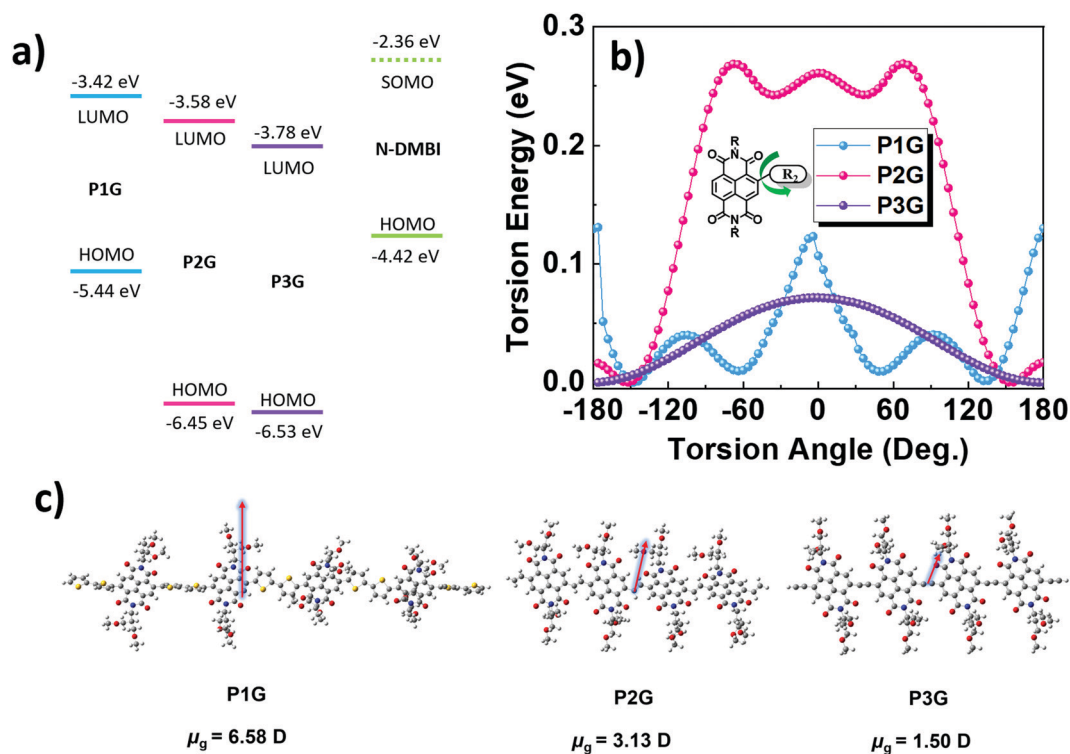 a)
-3.42 eV
LUMO
P1G
HOMO
-5.44 eV
-3.58 eV
LUMO
P2G
HOMO
-6.45 eV
-3.78 eV
LUMO
P3G
HOMO
-6.53 eV
-2.36 eV
SOMO
N-DMBI
HOMO
-4.42 eV
b)
0.3
0.2
0.1
0.0
Torsion Energy (eV)
-180 -120 -60 0 60 120 180
Torsion Angle (Deg.)
R
O N O
R₂
O N O
R
P1G
P2G
P3G
c)
P1G
μg = 6.58 D
P2G
μg = 3.13 D
P3G
μg = 1.50 D